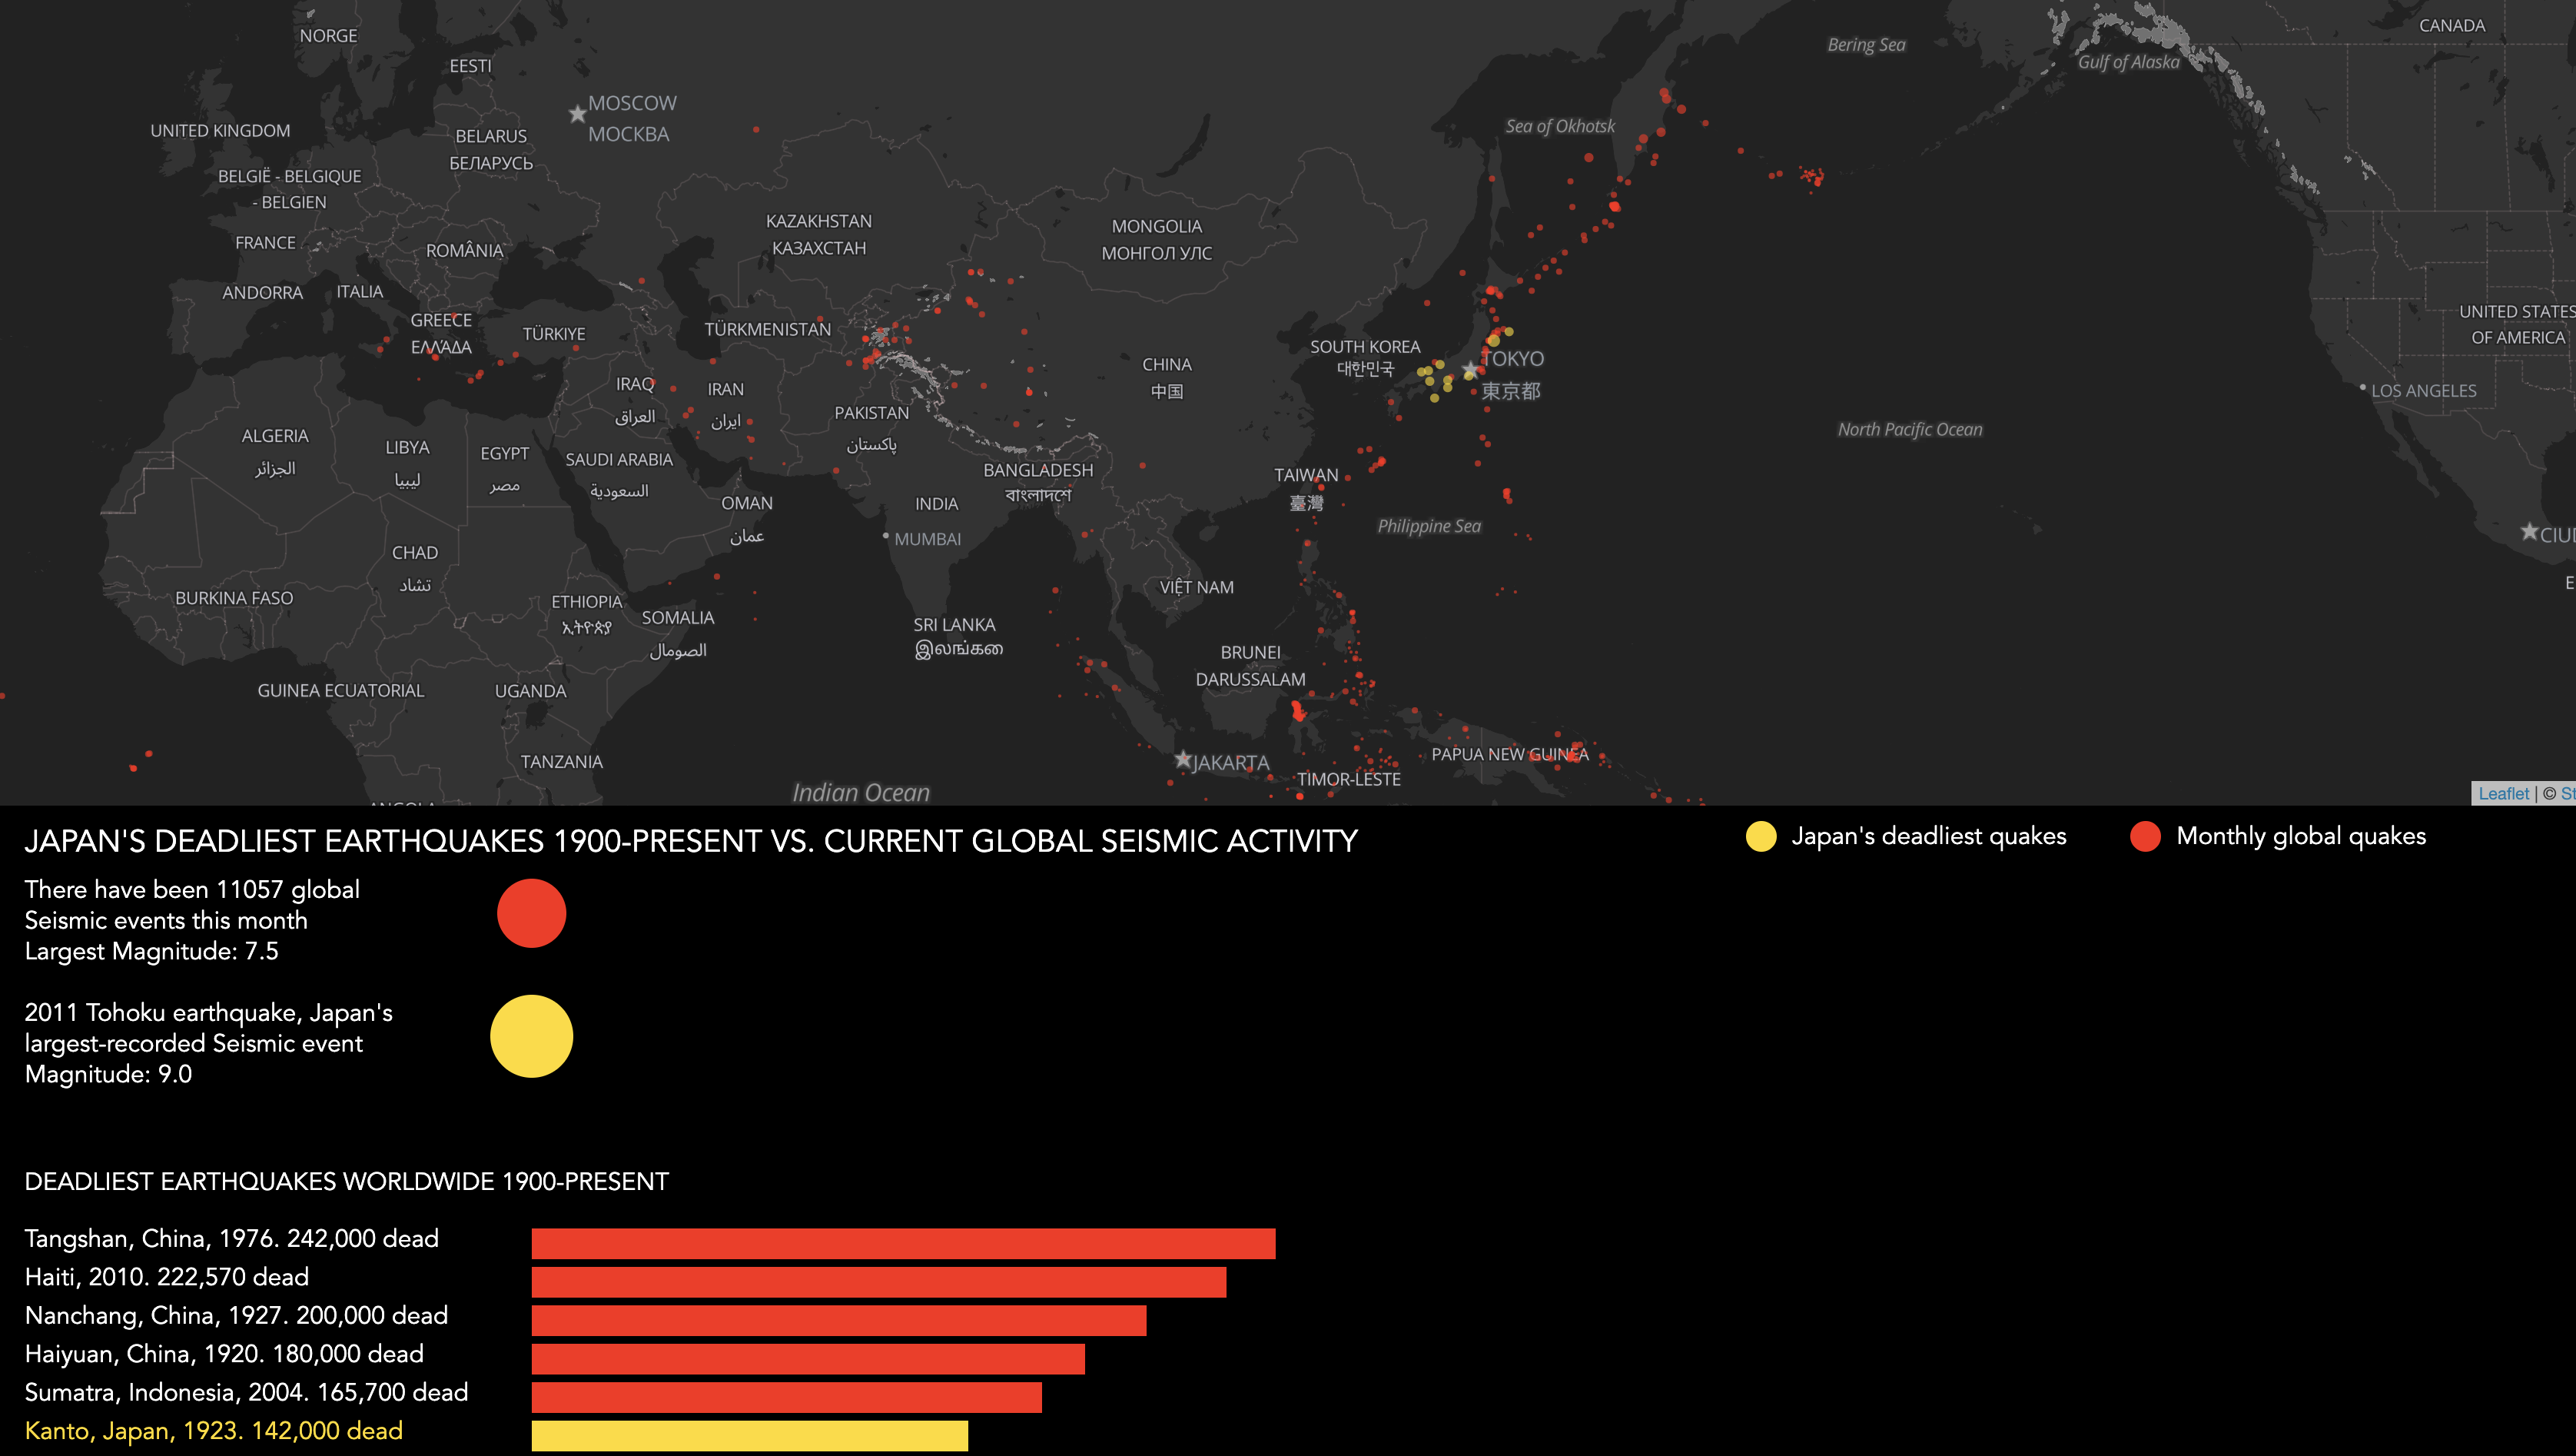 NORGE
EESTI
MOSCOW
МОСКВА
UNITED KINGDOM
BELARUS
БЕЛАРУСЬ
BELGIË - BELGIQUE
- BELGIEN
FRANCE
ROMÂNIA
ANDORRA
ITALIA
GREECE
ΕΛΛΆΔΑ
TÜRKIYE
KAZAKHSTAN
КАЗАХСТАН
TÜRKMENISTAN
MONGOLIA
МОНГОЛ УЛС
CHINA
中国
SOUTH KOREA
대한민국
TOKYO
東京都
Sea of Okhotsk
Bering Sea
Gulf of Alaska
CANADA
UNITED STATES
OF AMERICA
LOS ANGELES
North Pacific Ocean
IRAQ
العراق
IRAN
ایران
PAKISTAN
پاکستان
ALGERIA
الجزائر
LIBYA
ليبيا
EGYPT
مصر
SAUDI ARABIA
السعودية
OMAN
عمان
BANGLADESH
বাংলাদেশ
INDIA
MUMBAI
TAIWAN
臺灣
Philippine Sea
CHAD
تشاد
BURKINA FASO
ETHIOPIA
ኢትዮጵያ
SOMALIA
الصومال
SRI LANKA
இலங்கை
VIỆT NAM
BRUNEI
DARUSSALAM
GUINEA ECUATORIAL
UGANDA
TANZANIA
Indian Ocean
JAKARTA
TIMOR-LESTE
PAPUA NEW GUINEA
Leaflet | © St
JAPAN'S DEADLIEST EARTHQUAKES 1900-PRESENT VS. CURRENT GLOBAL SEISMIC ACTIVITY
Japan's deadliest quakes
Monthly global quakes
There have been 11057 global
Seismic events this month
Largest Magnitude: 7.5
2011 Tohoku earthquake, Japan's
largest-recorded Seismic event
Magnitude: 9.0
DEADLIEST EARTHQUAKES WORLDWIDE 1900-PRESENT
Tangshan, China, 1976. 242,000 dead
Haiti, 2010. 222,570 dead
Nanchang, China, 1927. 200,000 dead
Haiyuan, China, 1920. 180,000 dead
Sumatra, Indonesia, 2004. 165,700 dead
Kanto, Japan, 1923. 142,000 dead